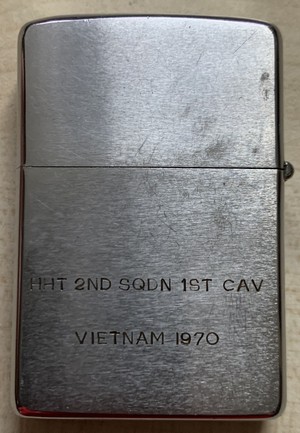 HHT 2ND SQDN 1ST CAV
VIETNAM 1970